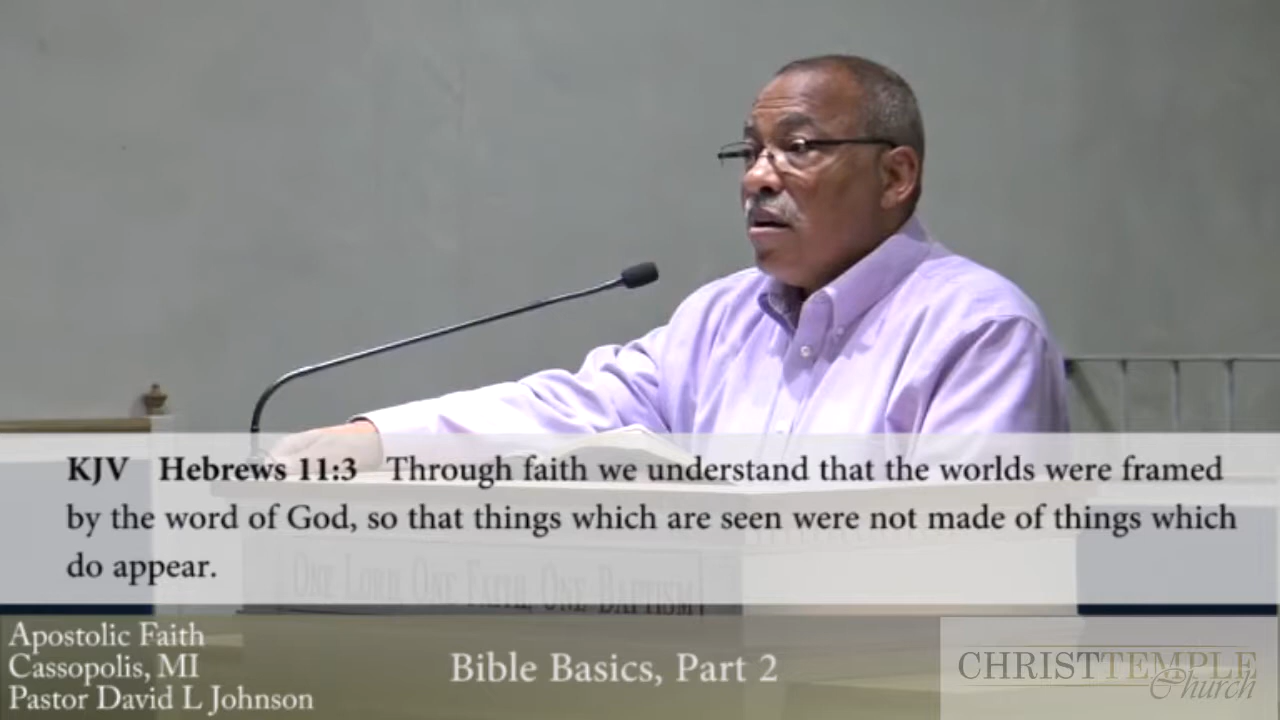 KJV Hebrews 11:3 Through faith we understand that the worlds were framed
by the word of God, so that things which are seen were not made of things which
do appear.
ONE LORD, ONE FAITH, ONE BAPTISM
Apostolic Faith
Cassopolis, MI
Pastor David L Johnson
Bible Basics, Part 2
CHRISTTEMPLE
Church